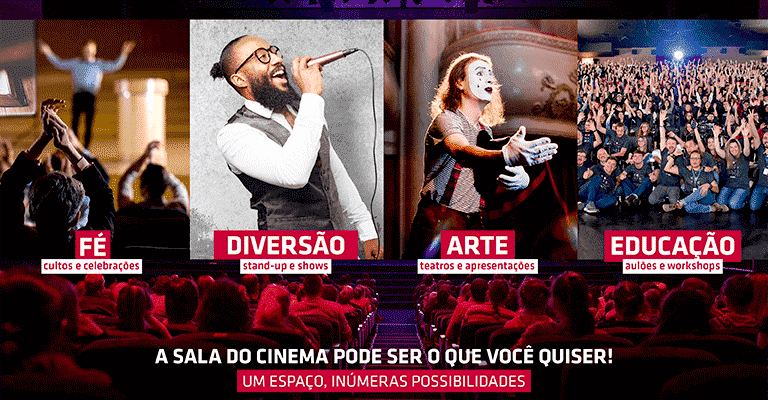 FÉ
cultos e celebrações
DIVERSÃO
stand-up e shows
ARTE
teatros e apresentações
EDUCAÇÃO
aulões e workshops
A SALA DO CINEMA PODE SER O QUE VOCÊ QUISER!
UM ESPAÇO, INÚMERAS POSSIBILIDADES